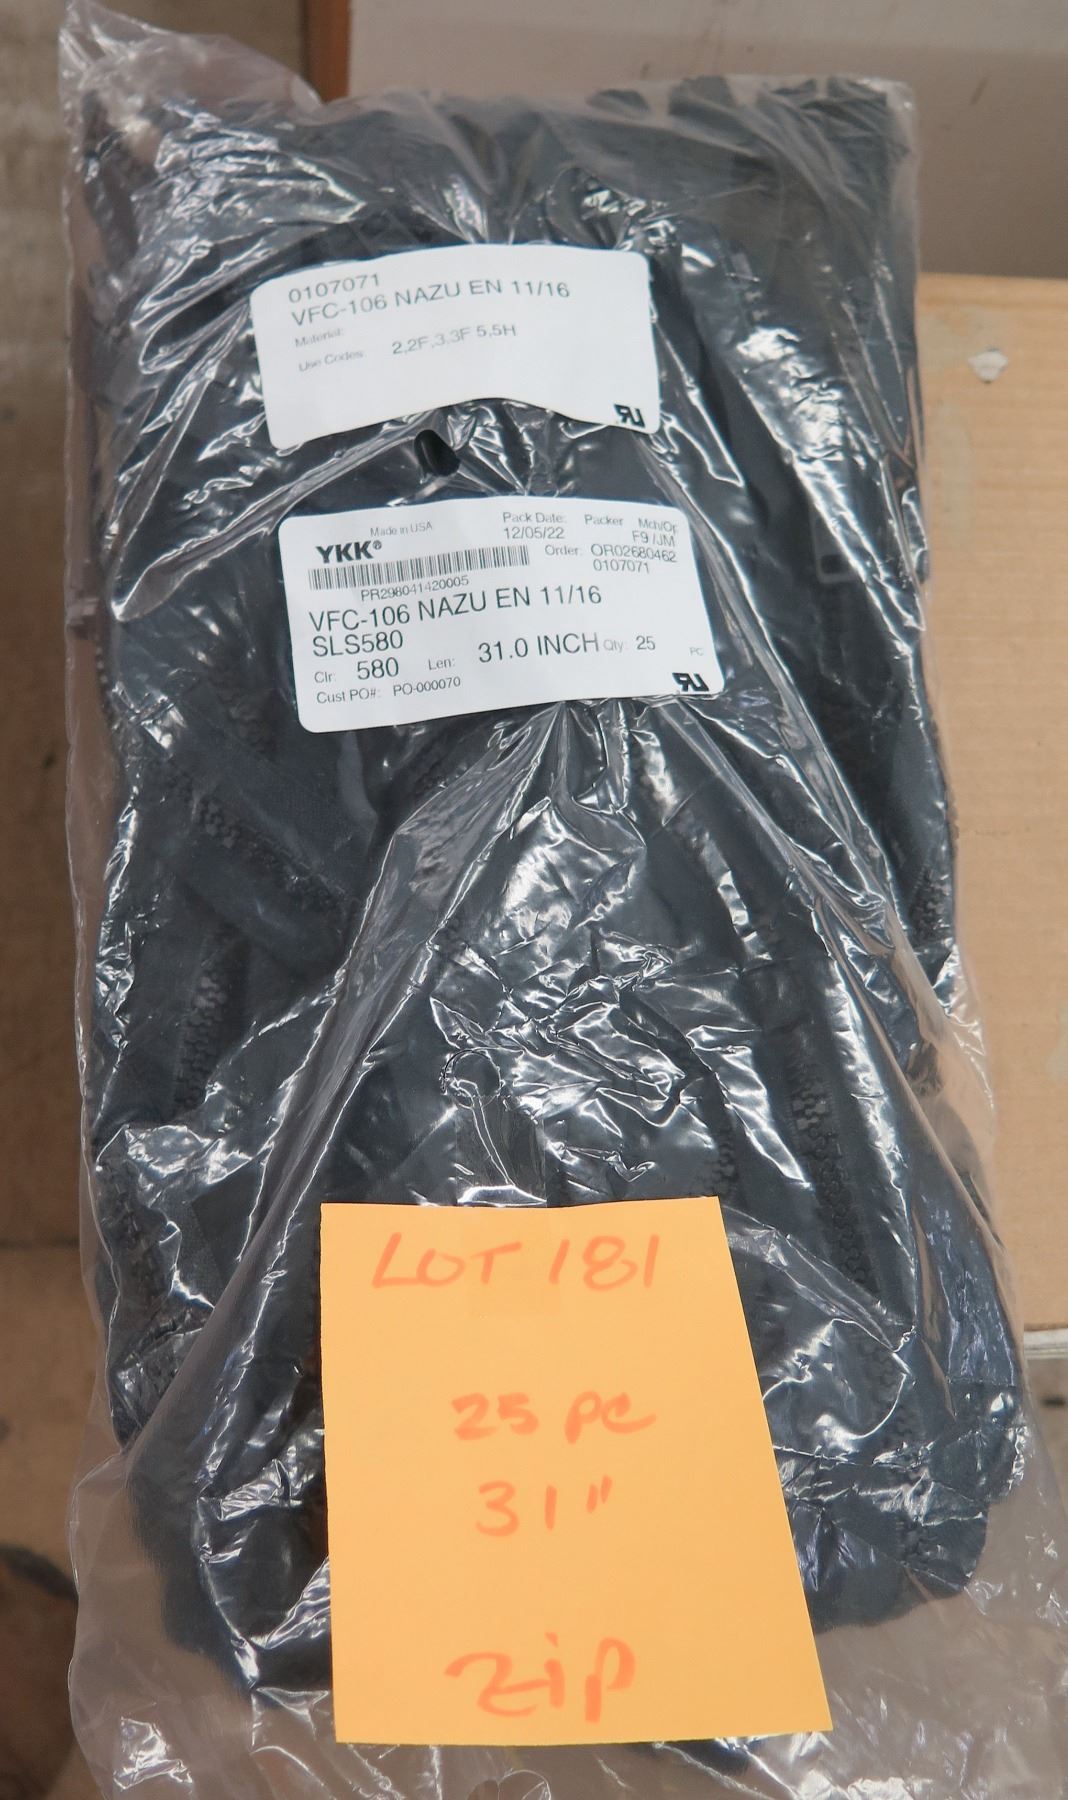 0107071
VFC-106 NAZU EN 11/16
Material:
Use Codes: 2,2F,3,3F 5,5H
YKK® Made in USA Pack Date: Packer Mch/Or
12/05/22 F9 /JM
Order: OR02680462
0107071
PR298041420005
VFC-106 NAZU EN 11/16
SLS580
Clr: 580 Len: 31.0 INCH Qty: 25 PC
Cust PO#: PO-000070
LOT 181
25 PC
31"
Zip